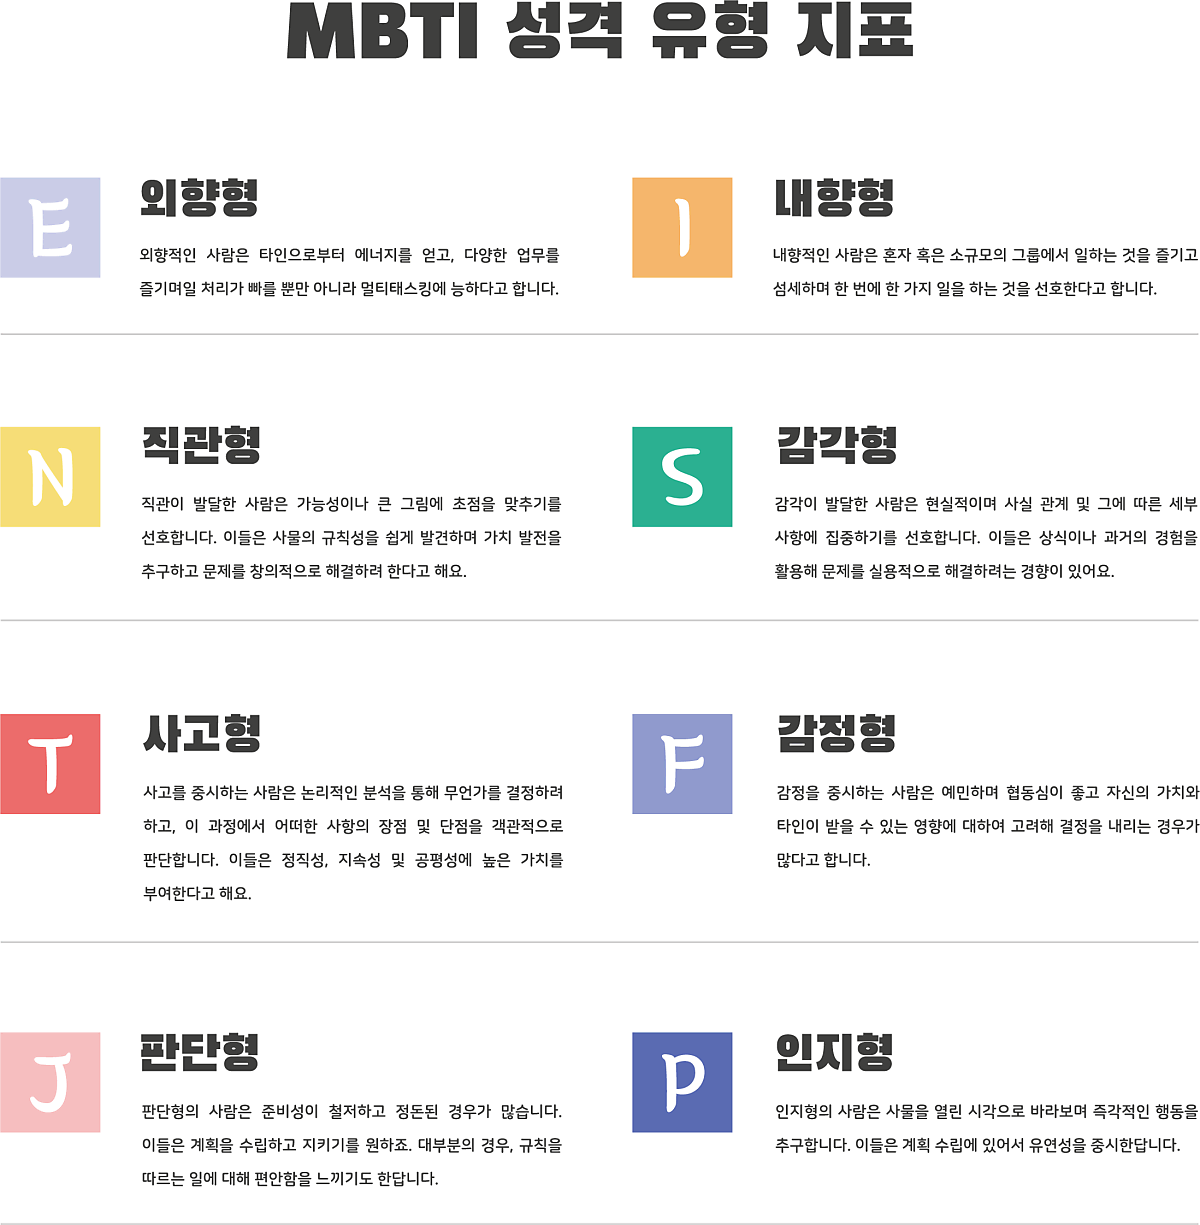 MBTI 성격 유형 지표
E
외향형
외향적인 사람은 타인으로부터 에너지를 얻고, 다양한 업무를
즐기며일 처리가 빠를 뿐만 아니라 멀티태스킹에 능하다고 합니다.
I
내향형
내향적인 사람은 혼자 혹은 소규모의 그룹에서 일하는 것을 즐기고
섬세하며 한 번에 한 가지 일을 하는 것을 선호한다고 합니다.
N
직관형
직관이 발달한 사람은 가능성이나 큰 그림에 초점을 맞추기를
선호합니다. 이들은 사물의 규칙성을 쉽게 발견하며 가치 발전을
추구하고 문제를 창의적으로 해결하려 한다고 해요.
S
감각형
감각이 발달한 사람은 현실적이며 사실 관계 및 그에 따른 세부
사항에 집중하기를 선호합니다. 이들은 상식이나 과거의 경험을
활용해 문제를 실용적으로 해결하려는 경향이 있어요.
T
사고형
사고를 중시하는 사람은 논리적인 분석을 통해 무언가를 결정하려
하고, 이 과정에서 어떠한 사항의 장점 및 단점을 객관적으로
판단합니다. 이들은 정직성, 지속성 및 공평성에 높은 가치를
부여한다고 해요.
F
감정형
감정을 중시하는 사람은 예민하며 협동심이 좋고 자신의 가치와
타인이 받을 수 있는 영향에 대하여 고려해 결정을 내리는 경우가
많다고 합니다.
J
판단형
판단형의 사람은 준비성이 철저하고 정돈된 경우가 많습니다.
이들은 계획을 수립하고 지키기를 원하죠. 대부분의 경우, 규칙을
따르는 일에 대해 편안함을 느끼기도 한답니다.
P
인지형
인지형의 사람은 사물을 열린 시각으로 바라보며 즉각적인 행동을
추구합니다. 이들은 계획 수립에 있어서 유연성을 중시한답니다.